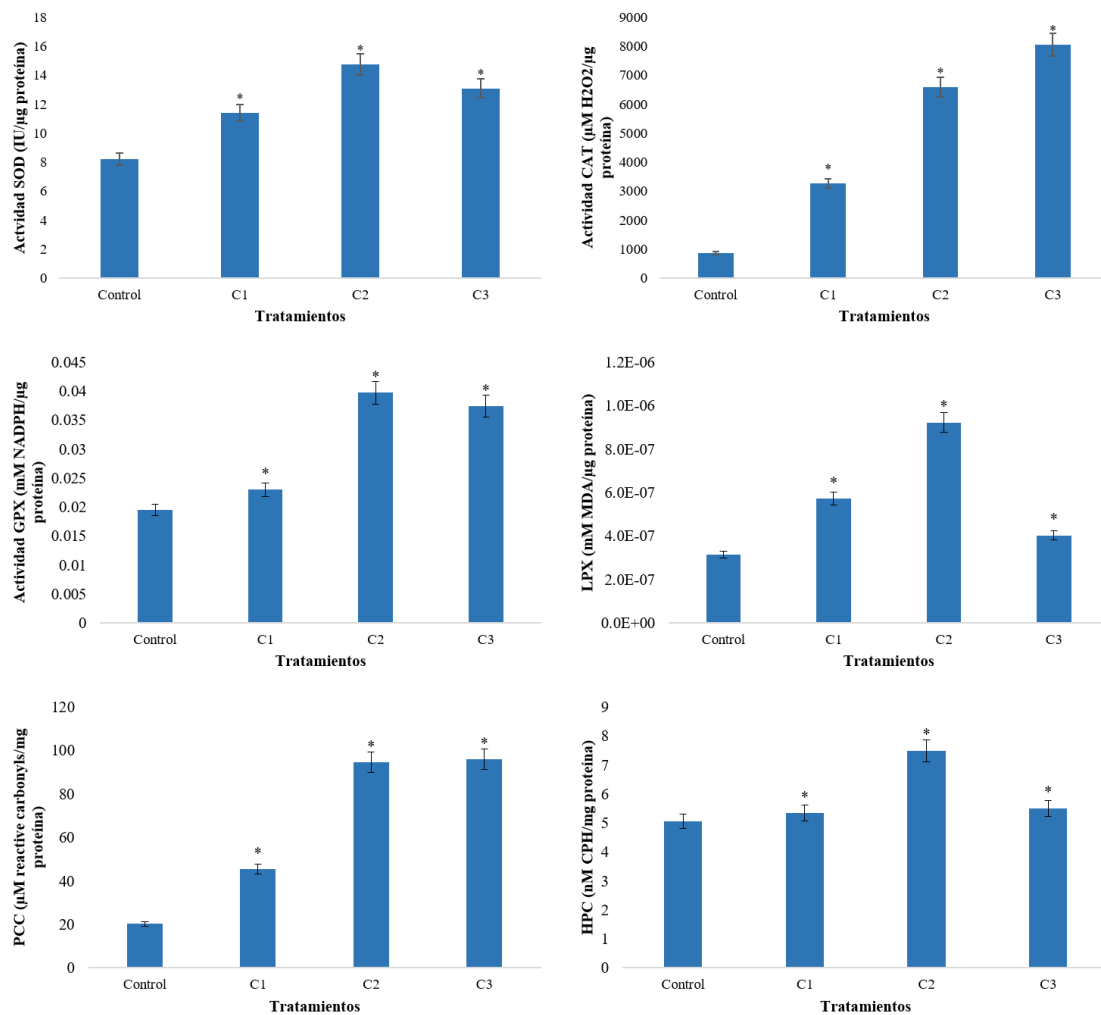 Actvidad SOD (IU/µg proteína)
18
16
14
12
10
8
6
4
2
0
*
*
*
Control
C1
C2
C3
Tratamientos
Actividad CAT (µM H2O2/µg
proteína)
9000
8000
7000
6000
5000
4000
3000
2000
1000
0
*
*
*
Control
C1
C2
C3
Tratamientos
Actividad GPX (mM NADPH/µg
proteína)
0.045
0.04
0.035
0.03
0.025
0.02
0.015
0.01
0.005
0
*
*
*
Control
C1
C2
C3
Tratamientos
LPX (mM MDA/µg proteína)
1.2E-06
1.0E-06
8.0E-07
6.0E-07
4.0E-07
2.0E-07
0.0E+00
*
*
*
Control
C1
C2
C3
Tratamientos
PCC (µM reactive carbonyls/mg
proteína)
120
100
80
60
40
20
0
*
*
*
Control
C1
C2
C3
Tratamientos
HPC (nM CPH/mg proteína)
9
8
7
6
5
4
3
2
1
0
*
*
*
Control
C1
C2
C3
Tratamientos